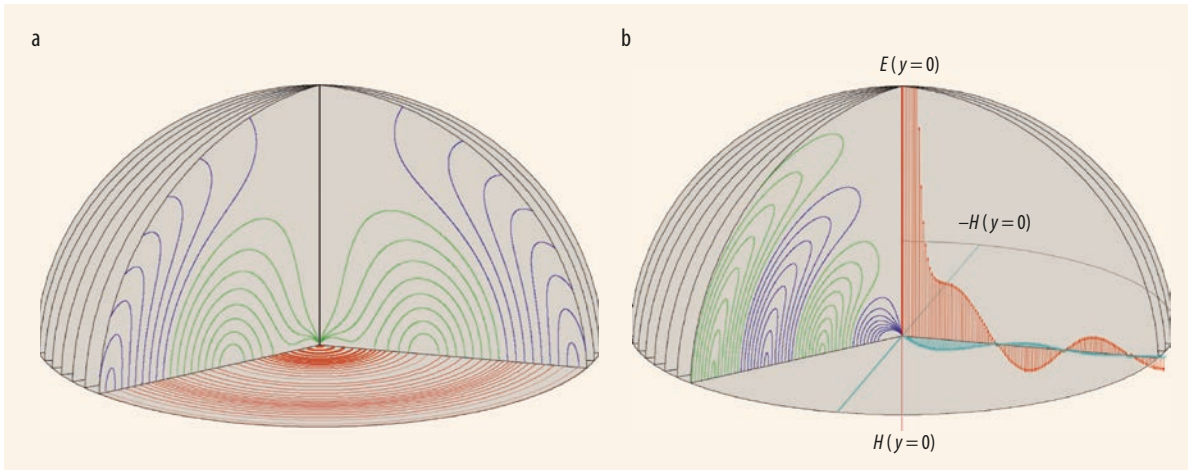 a
b
E (y = 0)
–H (y = 0)
H (y = 0)